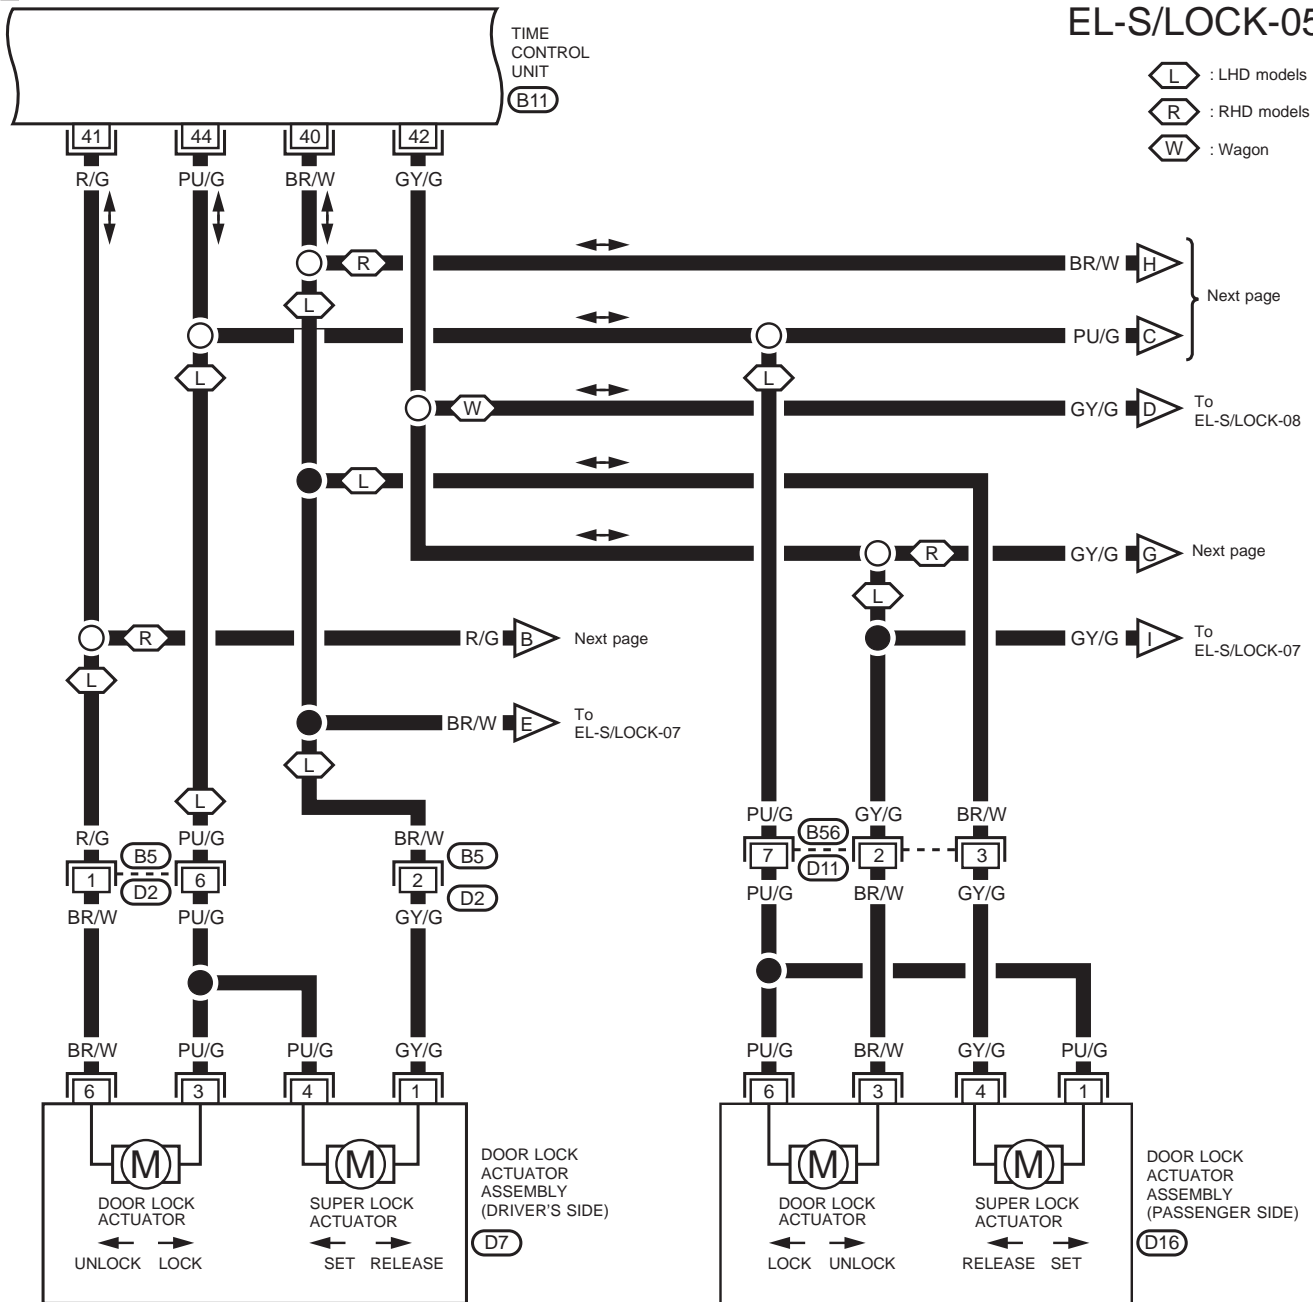 EL-S/LOCK-05
TIME
CONTROL
UNIT
B11
L : LHD models
R : RHD models
W : Wagon
41 44 40 42
R/G PU/G BR/W GY/G
R BR/W H
L
Next page
PU/G C
L L
W GY/G D To
EL-S/LOCK-08
L
R GY/G G Next page
L
R R/G B Next page
GY/G I To
EL-S/LOCK-07
L
BR/W E To
EL-S/LOCK-07
L
L
R/G PU/G BR/W
PU/G GY/G BR/W
1 B5 6 2 B5
D2 D2
7 B56 2 3
D11
BR/W PU/G GY/G
PU/G BR/W GY/G
BR/W PU/G PU/G GY/G
PU/G BR/W GY/G PU/G
6 3 4 1
6 3 4 1
M M
M M
DOOR LOCK
ACTUATOR
UNLOCK LOCK
SUPER LOCK
ACTUATOR
SET RELEASE
DOOR LOCK
ACTUATOR
ASSEMBLY
(DRIVER'S SIDE)
D7
DOOR LOCK
ACTUATOR
LOCK UNLOCK
SUPER LOCK
ACTUATOR
RELEASE SET
DOOR LOCK
ACTUATOR
ASSEMBLY
(PASSENGER SIDE)
D16